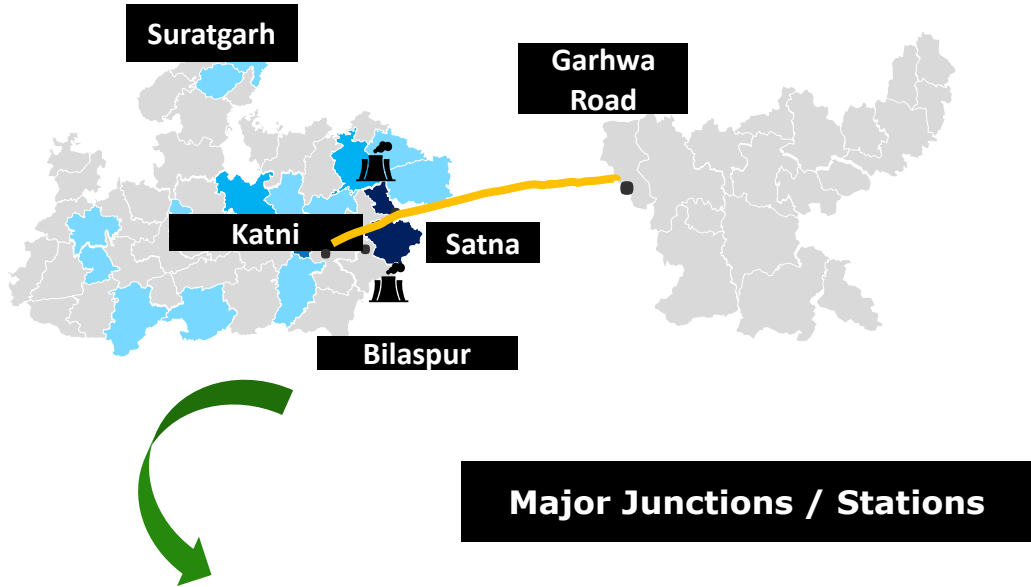 Suratgarh
Garhwa
Road
Katni
Satna
Bilaspur
Major Junctions / Stations